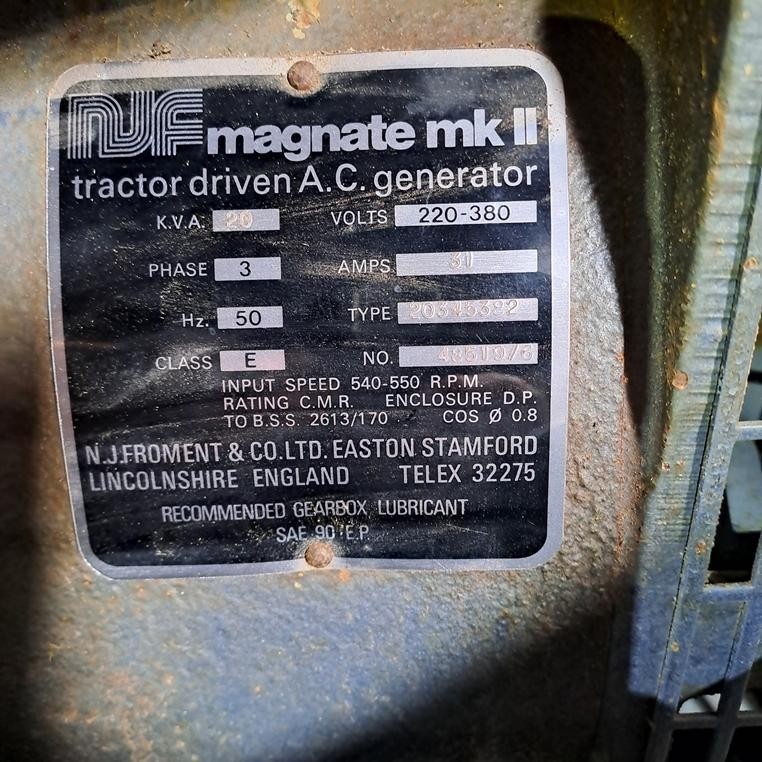 NJF magnate mk II
tractor driven A.C. generator
K.V.A. 20 VOLTS 220-380
PHASE 3 AMPS
Hz. 50 TYPE
CLASS E NO.
INPUT SPEED 540-550 R.P.M.
RATING C.M.R. ENCLOSURE D.P.
TO B.S.S. 2613/170 COS Ø 0.8
N.J.FROMENT & CO.LTD. EASTON STAMFORD
LINCOLNSHIRE ENGLAND TELEX 32275
RECOMMENDED GEARBOX LUBRICANT
SAE 90 E.P